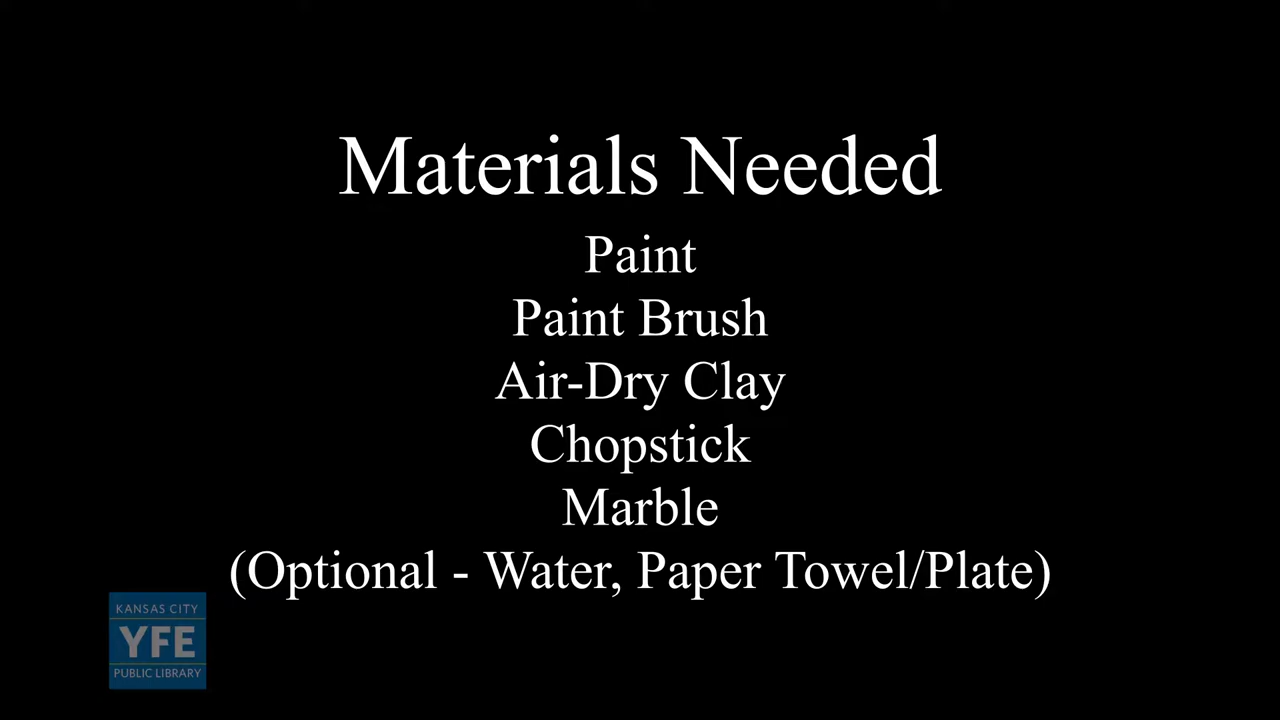 Materials Needed
Paint
Paint Brush
Air-Dry Clay
Chopstick
Marble
(Optional - Water, Paper Towel/Plate)
KANSAS CITY
YFE
PUBLIC LIBRARY